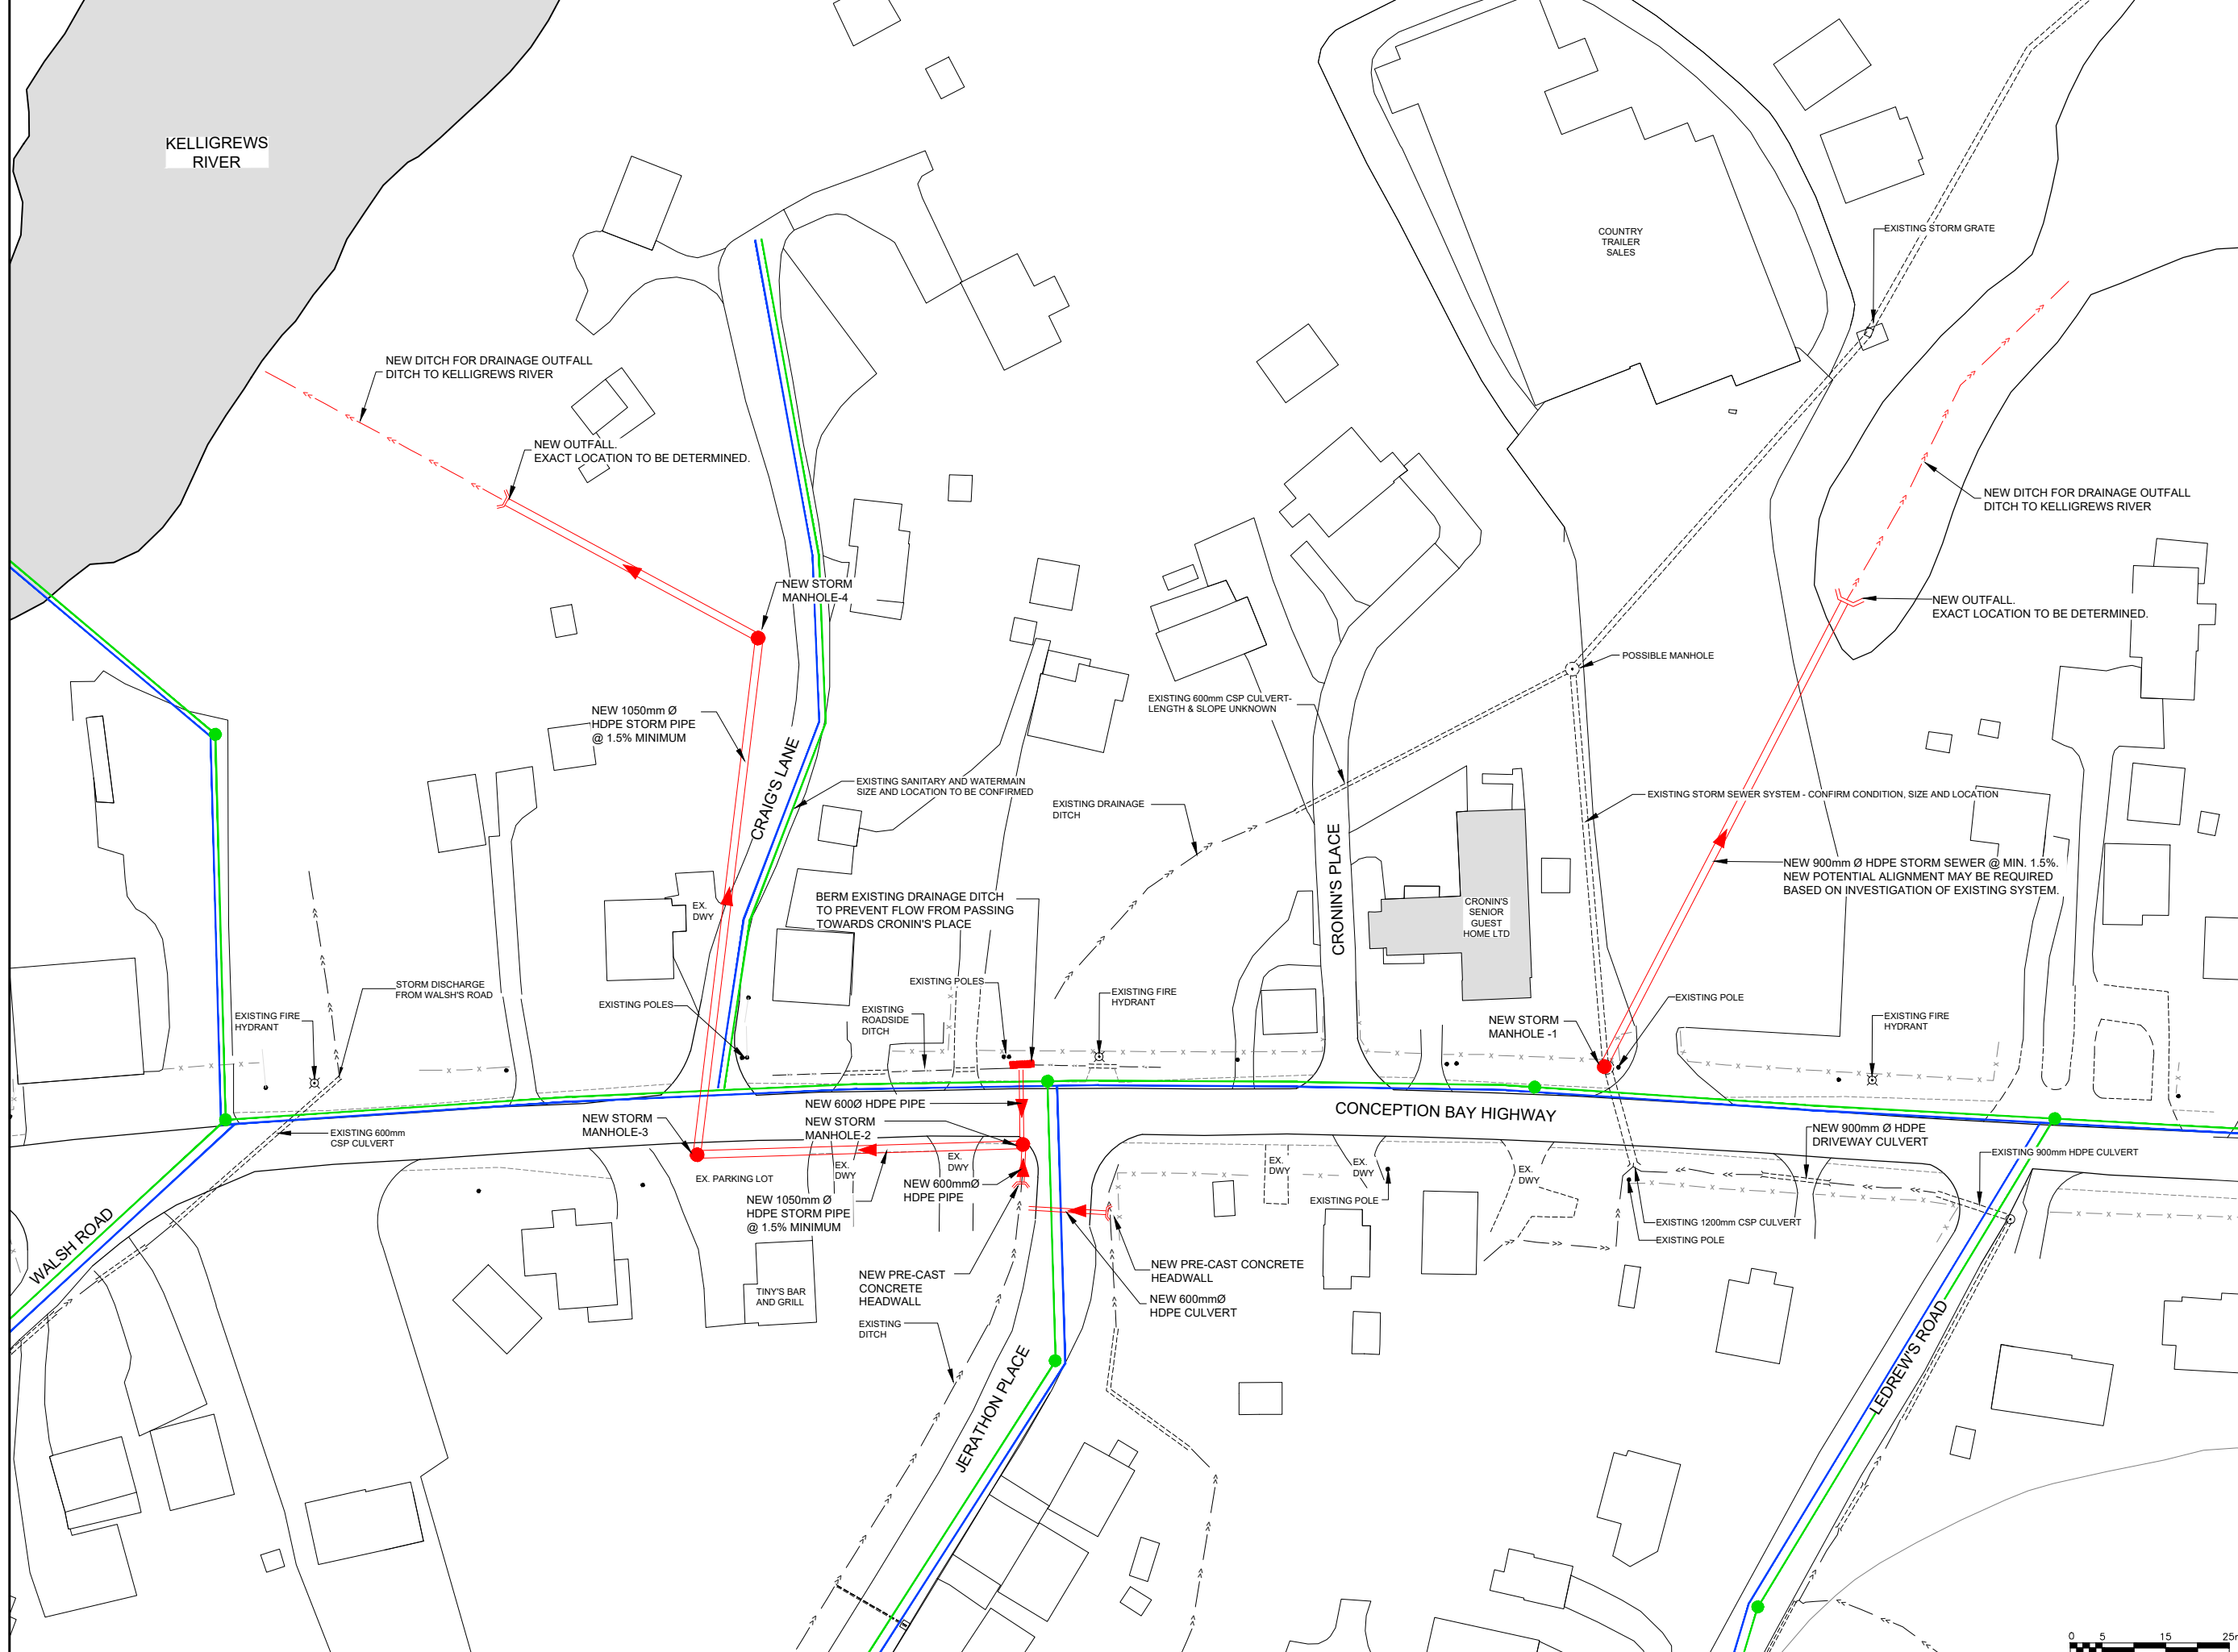 KELLIGREWS
RIVER
COUNTRY
TRAILER
SALES
EXISTING STORM GRATE
NEW DITCH FOR DRAINAGE OUTFALL
DITCH TO KELLIGREWS RIVER
NEW OUTFALL.
EXACT LOCATION TO BE DETERMINED.
NEW DITCH FOR DRAINAGE OUTFALL
DITCH TO KELLIGREWS RIVER
NEW STORM
MANHOLE-4
NEW OUTFALL.
EXACT LOCATION TO BE DETERMINED.
POSSIBLE MANHOLE
EXISTING 600mm CSP CULVERT-
LENGTH & SLOPE UNKNOWN
NEW 1050mm Ø
HDPE STORM PIPE
@ 1.5% MINIMUM
CRAIG'S LANE
EXISTING SANITARY AND WATERMAIN
SIZE AND LOCATION TO BE CONFIRMED
EXISTING DRAINAGE
DITCH
EXISTING STORM SEWER SYSTEM - CONFIRM CONDITION, SIZE AND LOCATION
CRONIN'S PLACE
NEW 900mm Ø HDPE STORM SEWER @ MIN. 1.5%.
NEW POTENTIAL ALIGNMENT MAY BE REQUIRED
BASED ON INVESTIGATION OF EXISTING SYSTEM.
EX.
DWY
BERM EXISTING DRAINAGE DITCH
TO PREVENT FLOW FROM PASSING
TOWARDS CRONIN'S PLACE
CRONIN'S
SENIOR
GUEST
HOME LTD
STORM DISCHARGE
FROM WALSH'S ROAD
EXISTING POLES
EXISTING POLES
EXISTING FIRE
HYDRANT
EXISTING POLE
EXISTING FIRE
HYDRANT
EXISTING
ROADSIDE
DITCH
NEW STORM
MANHOLE -1
EXISTING FIRE
HYDRANT
NEW 600Ø HDPE PIPE
NEW STORM
MANHOLE-3
NEW STORM
MANHOLE-2
CONCEPTION BAY HIGHWAY
EXISTING 600mm
CSP CULVERT
NEW 900mm Ø HDPE
DRIVEWAY CULVERT
EXISTING 900mm HDPE CULVERT
EX. PARKING LOT
EX.
DWY
EX.
DWY
EX.
DWY
EX.
DWY
EX.
DWY
NEW 600mmØ
HDPE PIPE
NEW 1050mm Ø
HDPE STORM PIPE
@ 1.5% MINIMUM
EXISTING POLE
EXISTING 1200mm CSP CULVERT
EXISTING POLE
WALSH ROAD
NEW PRE-CAST
CONCRETE
HEADWALL
NEW PRE-CAST CONCRETE
HEADWALL
TINY'S BAR
AND GRILL
NEW 600mmØ
HDPE CULVERT
EXISTING
DITCH
JERATHON PLACE
LEDREW'S ROAD
0 5 15 25m